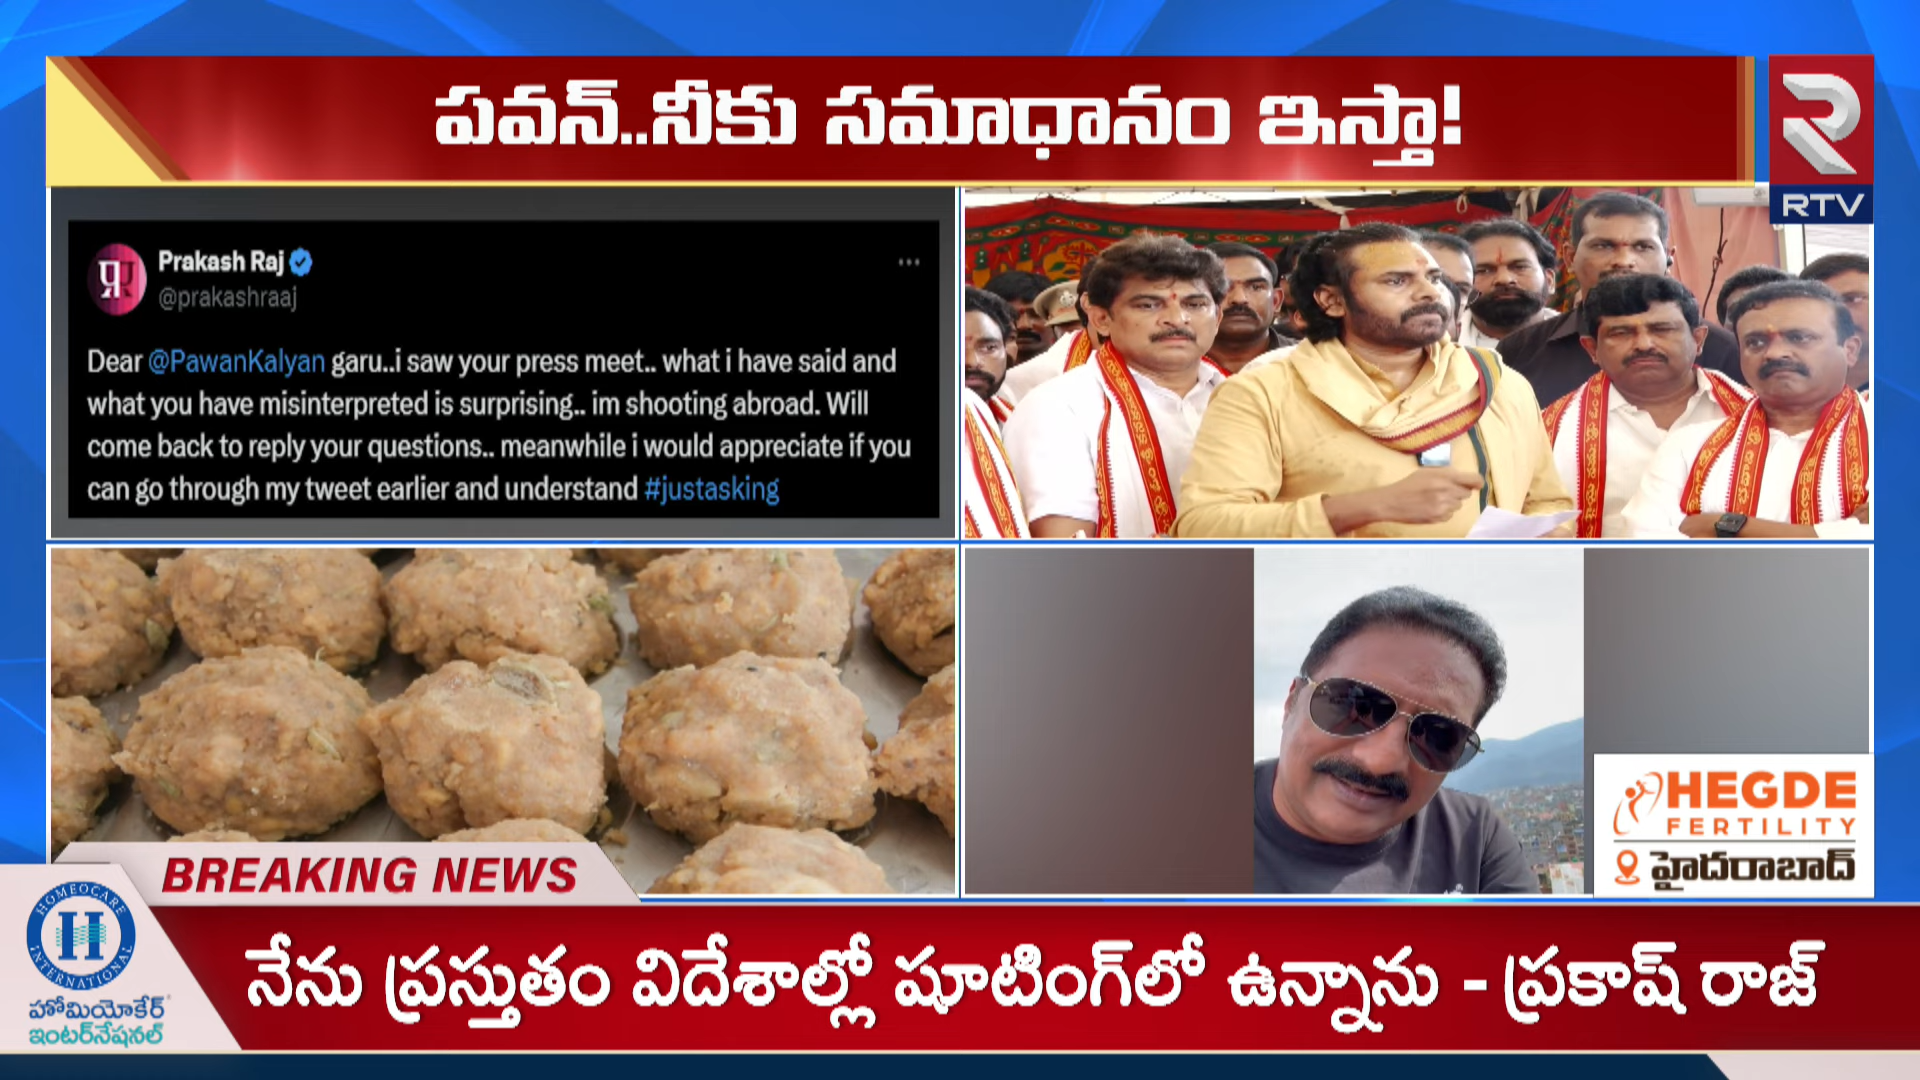 పవన్..నీకు సమాధానం ఇస్తా!
RTV
Prakash Raj
@prakashraaj
Dear @PawanKalyan garu..i saw your press meet.. what i have said and
what you have misinterpreted is surprising.. im shooting abroad. Will
come back to reply your questions.. meanwhile i would appreciate if you
can go through my tweet earlier and understand #justasking
HEGDE
FERTILITY
హైదరాబాద్
BREAKING NEWS
HOMEOCARE
INTERNATIONAL
హోమియోకేర్
ఇంటర్నేషనల్
నేను ప్రస్తుతం విదేశాల్లో షూటింగ్‌లో ఉన్నాను - ప్రకాష్ రాజ్